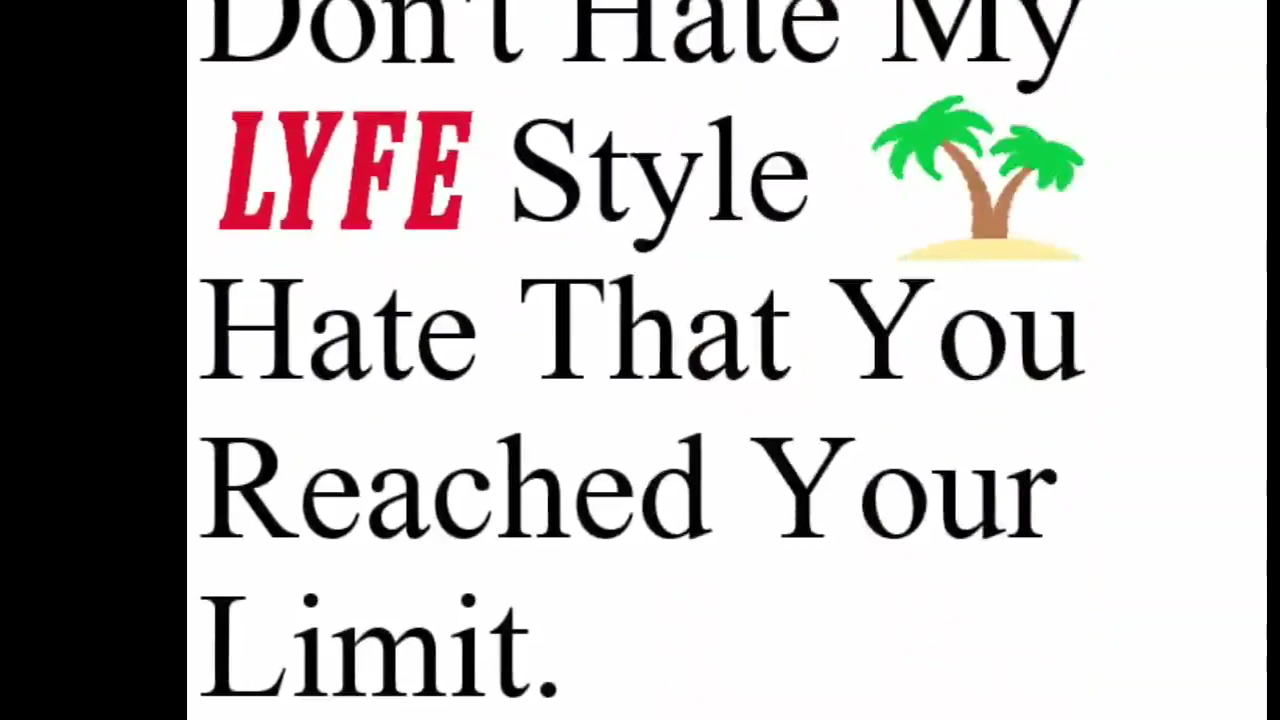 Don't Hate My
LYFE Style
Hate That You
Reached Your
Limit.